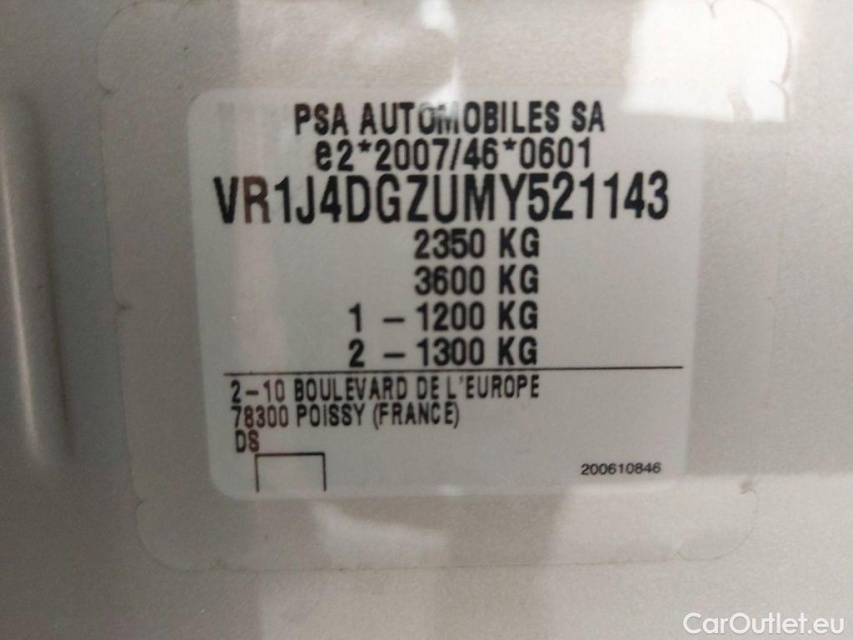 PSA AUTOMOBILES SA
e2*2007/46*0601
VR1J4DGZUMY521143
2350 KG
3600 KG
1 - 1200 KG
2 - 1300 KG
2-10 BOULEVARD DE L'EUROPE
78300 POISSY (FRANCE)
DS
200610846
CarOutlet.eu